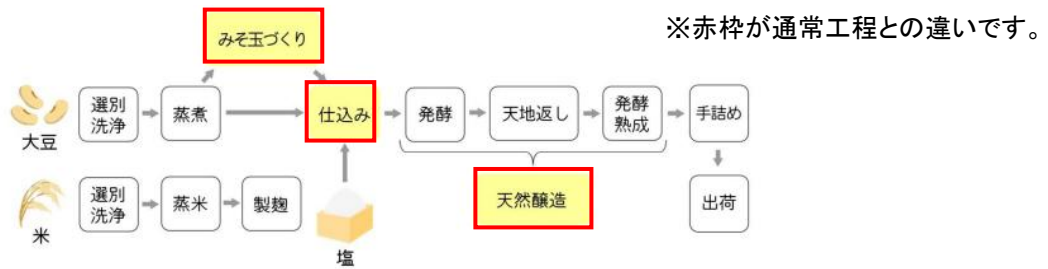 ※赤枠が通常工程との違いです。
みそ玉づくり
選別
洗浄
蒸煮
仕込み
発酵
天地返し
発酵
熟成
手詰め
大豆
天然醸造
出荷
選別
洗浄
蒸米
製麹
米
塩